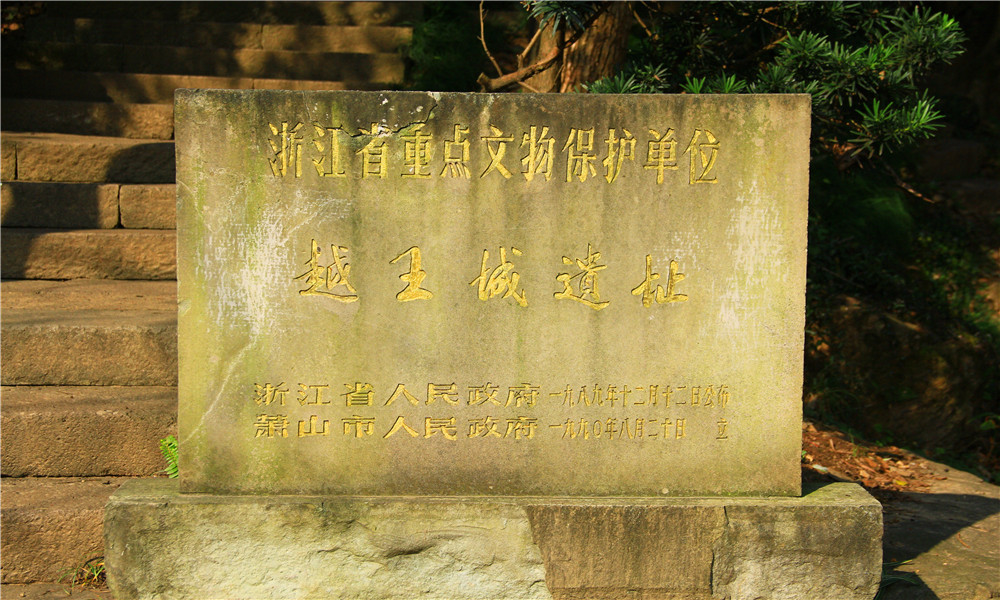 浙江省重点文物保护单位
越王城遗址
浙江省人民政府一九八九年十二月十二日公布
萧山市人民政府一九九〇年八月二十日 立